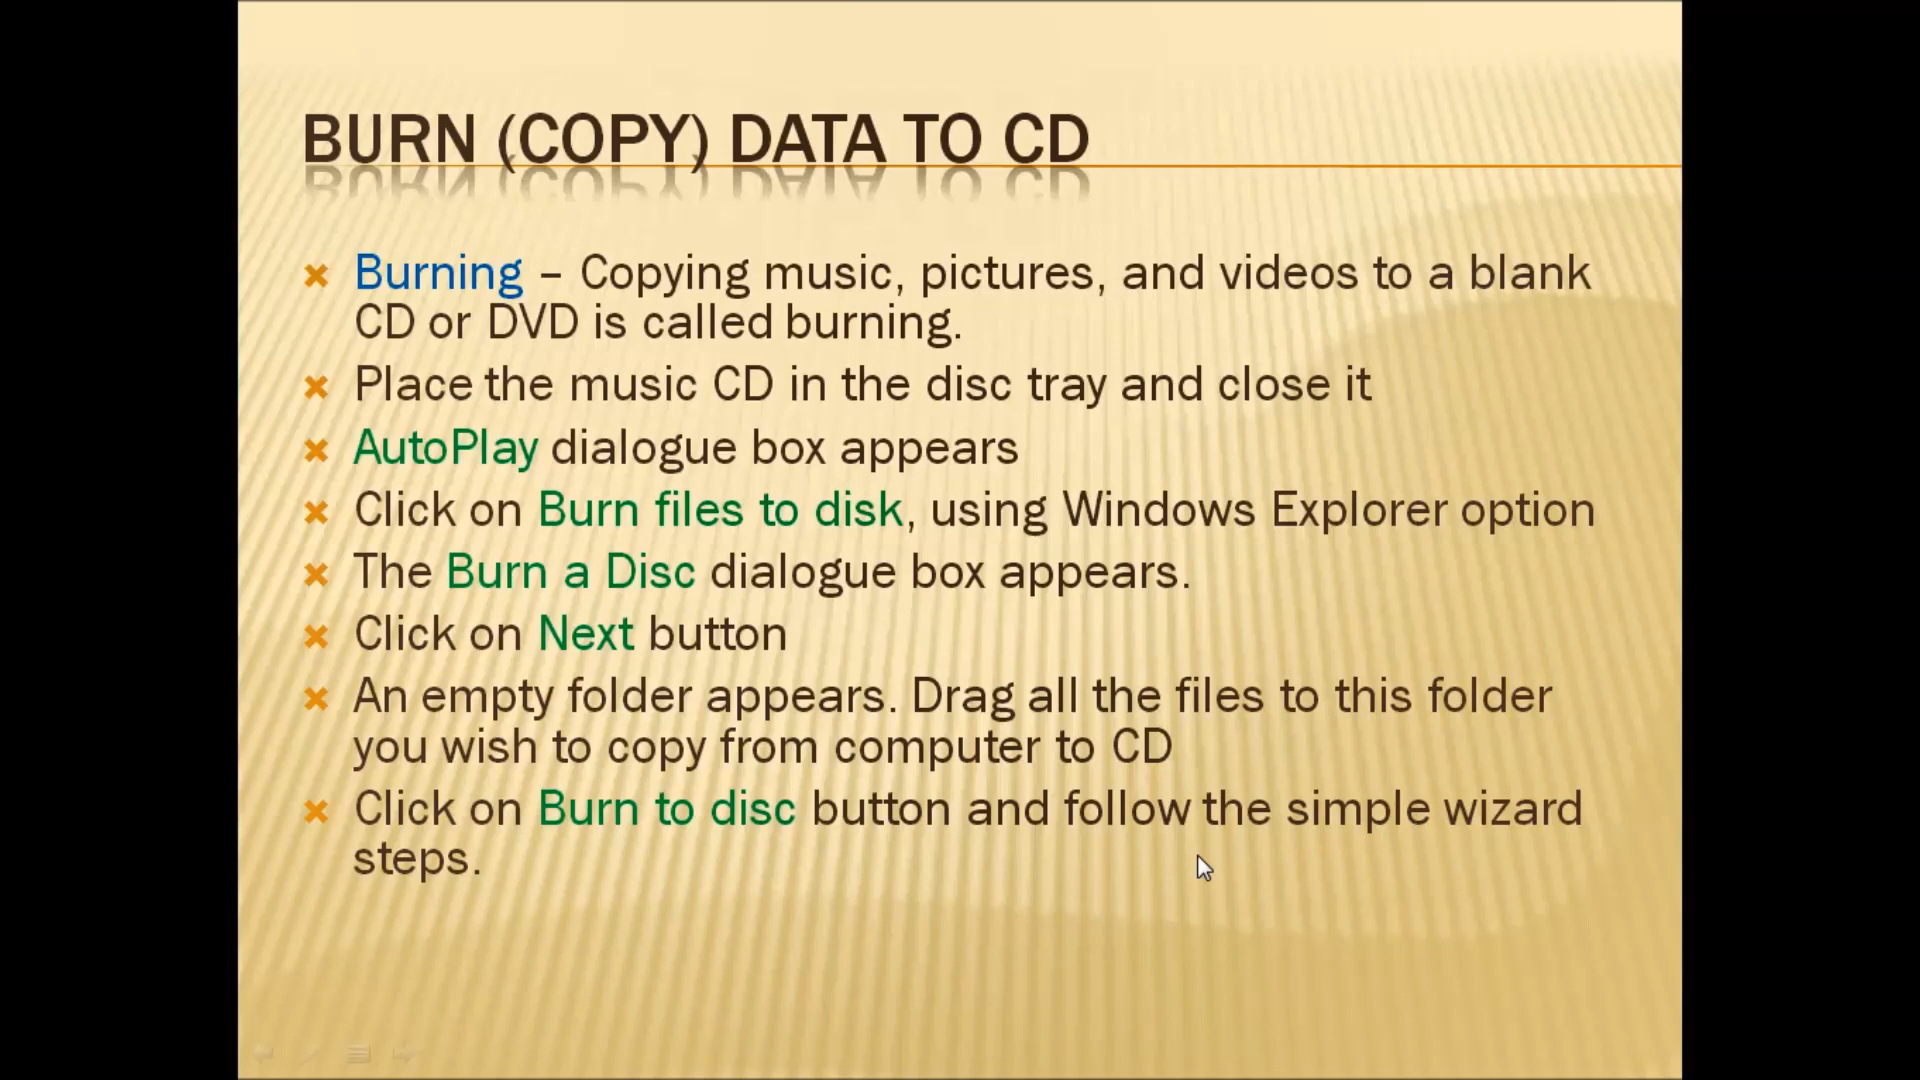 BURN (COPY) DATA TO CD
Burning – Copying music, pictures, and videos to a blank
CD or DVD is called burning.
Place the music CD in the disc tray and close it
AutoPlay dialogue box appears
Click on Burn files to disk, using Windows Explorer option
The Burn a Disc dialogue box appears.
Click on Next button
An empty folder appears. Drag all the files to this folder
you wish to copy from computer to CD
Click on Burn to disc button and follow the simple wizard
steps.